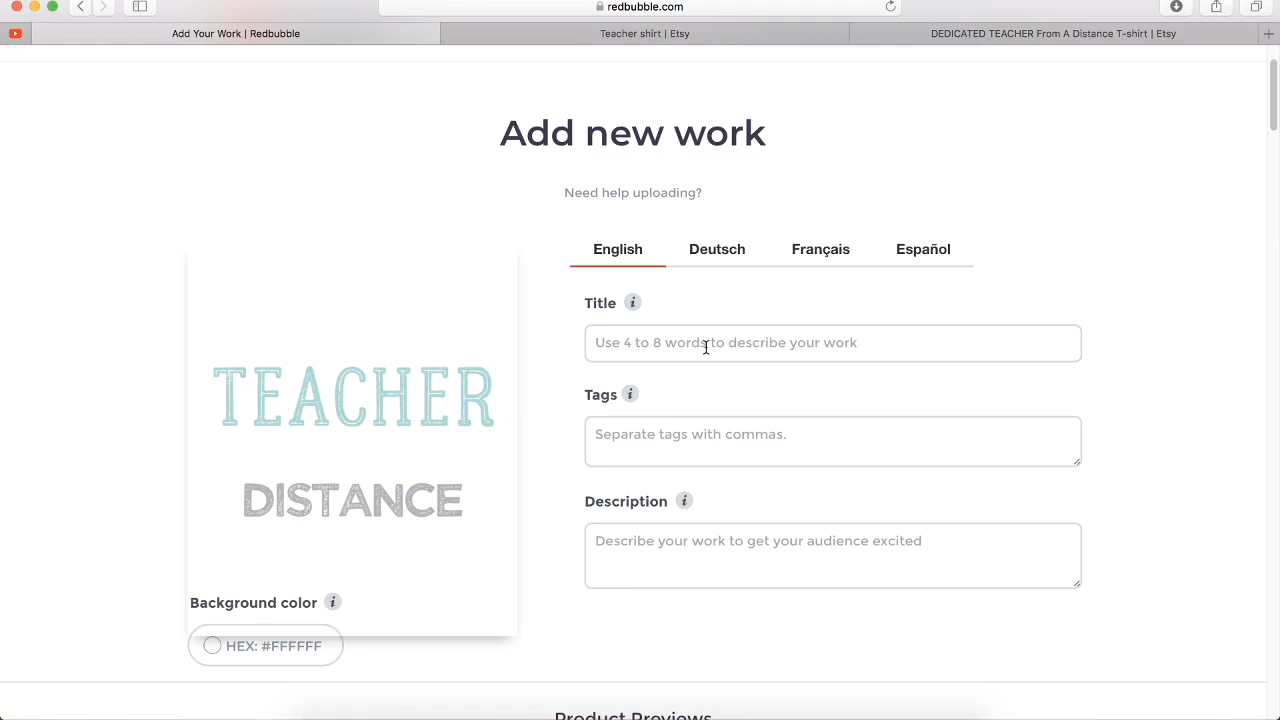 redbubble.com
Add Your Work | Redbubble
Teacher shirt | Etsy
DEDICATED TEACHER From A Distance T-shirt | Etsy
Add new work
Need help uploading?
English Deutsch Français Español
Title i
Use 4 to 8 words to describe your work
Tags i
Separate tags with commas.
Description i
Describe your work to get your audience excited
TEACHER
DISTANCE
Background color i
HEX: #FFFFFF
Product Previews